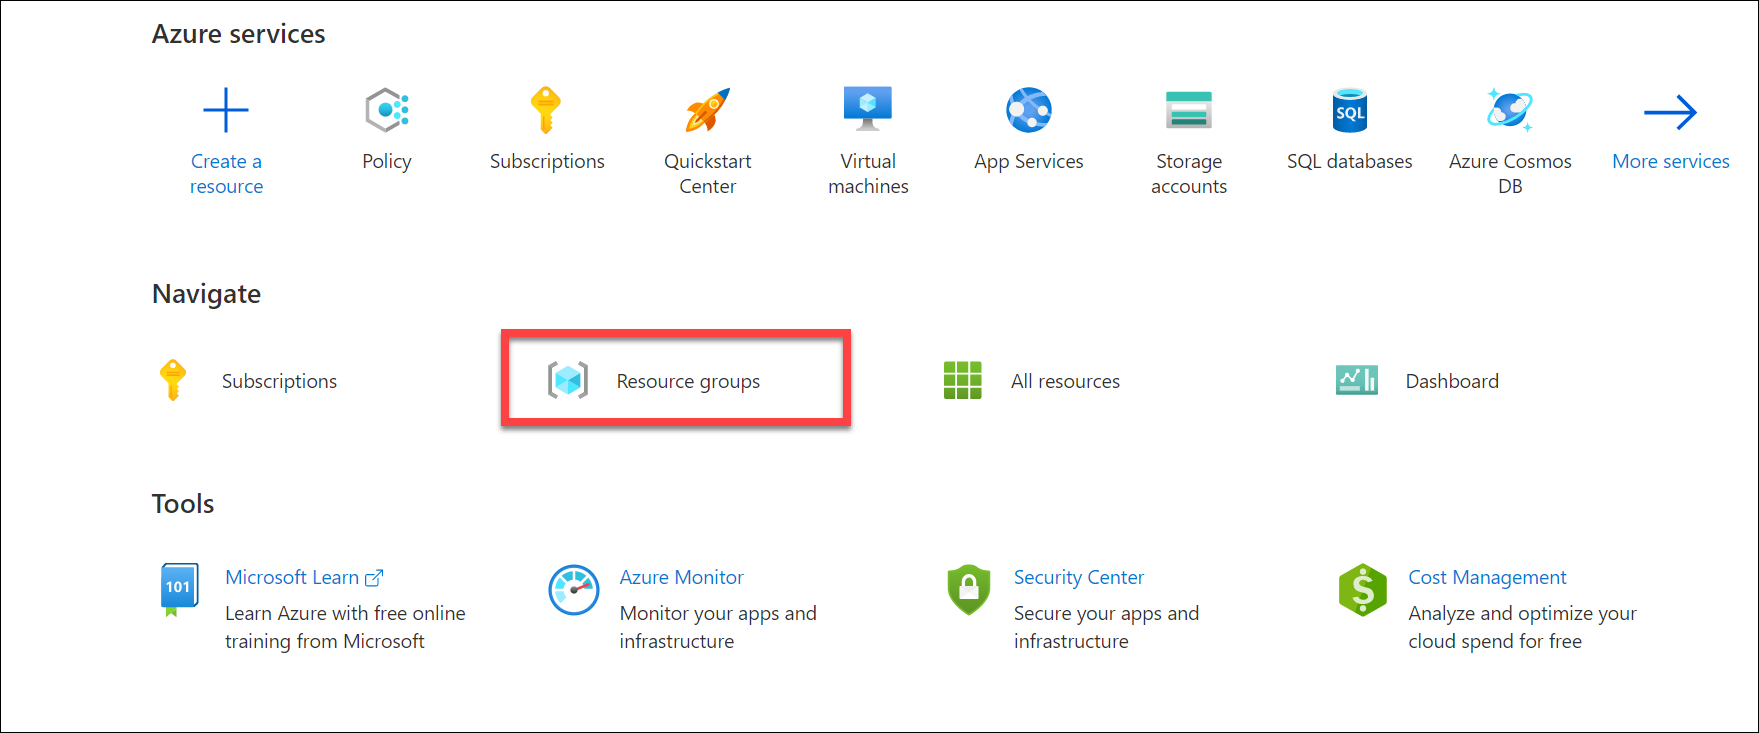 Azure services
Create a resource
Policy
Subscriptions
Quickstart Center
Virtual machines
App Services
Storage accounts
SQL
SQL databases
Azure Cosmos DB
More services
Navigate
Subscriptions
Resource groups
All resources
Dashboard
Tools
101
Microsoft Learn
Learn Azure with free online
training from Microsoft
Azure Monitor
Monitor your apps and
infrastructure
Security Center
Secure your apps and
infrastructure
$
Cost Management
Analyze and optimize your
cloud spend for free